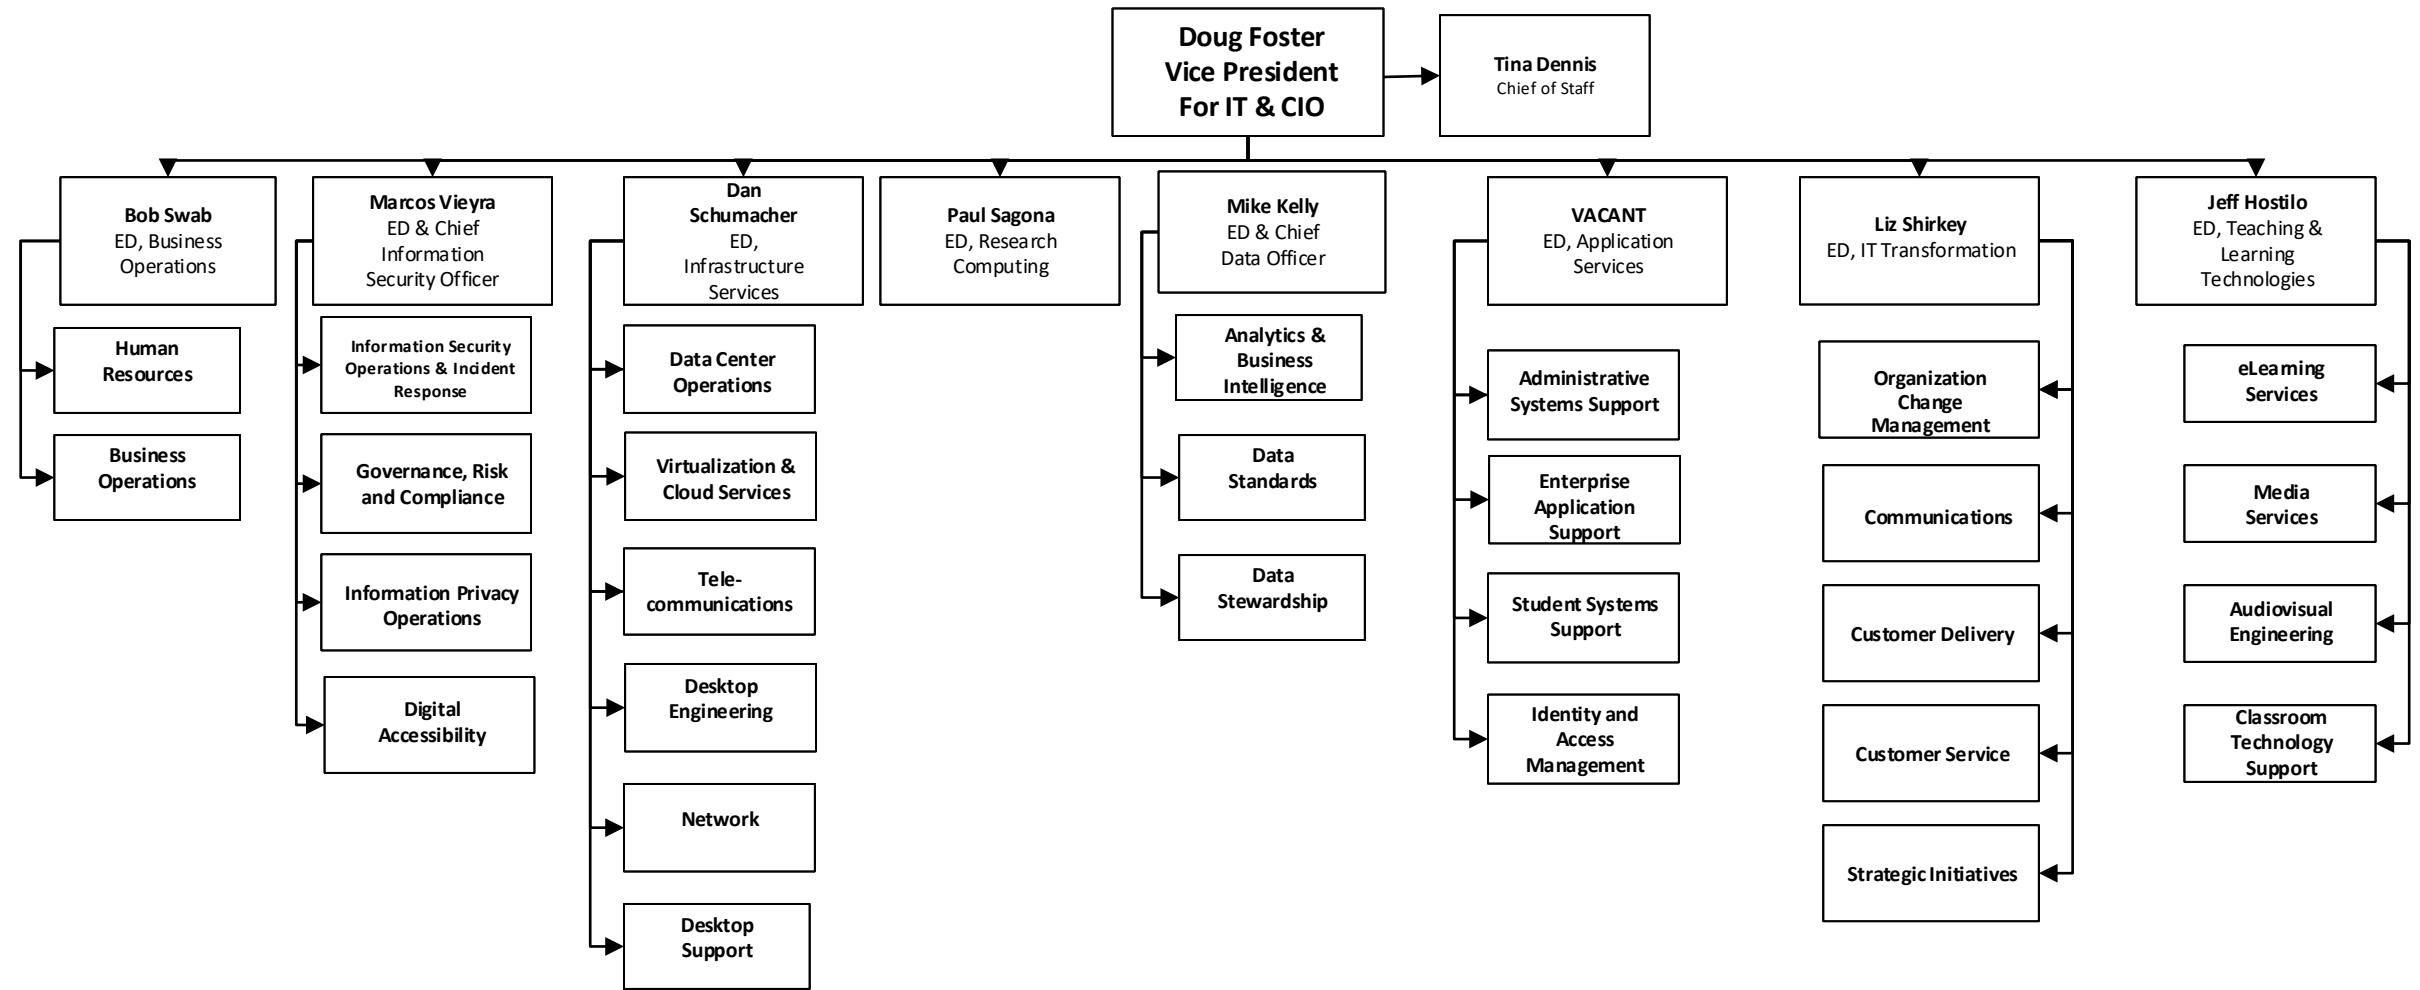 Doug Foster
Vice President
For IT & CIO
Tina Dennis
Chief of Staff
Bob Swab
ED, Business
Operations
Marcos Vieyra
ED & Chief
Information
Security Officer
Dan
Schumacher
ED,
Infrastructure
Services
Paul Sagona
ED, Research
Computing
Mike Kelly
ED & Chief
Data Officer
VACANT
ED, Application
Services
Liz Shirkey
ED, IT Transformation
Jeff Hostilo
ED, Teaching &
Learning
Technologies
Human
Resources
Business
Operations
Information Security
Operations & Incident
Response
Governance, Risk
and Compliance
Information Privacy
Operations
Digital
Accessibility
Data Center
Operations
Virtualization &
Cloud Services
Tele-
communications
Desktop
Engineering
Network
Desktop
Support
Analytics &
Business
Intelligence
Data
Standards
Data
Stewardship
Administrative
Systems Support
Enterprise
Application
Support
Student Systems
Support
Identity and
Access
Management
Organization
Change
Management
Communications
Customer Delivery
Customer Service
Strategic Initiatives
eLearning
Services
Media
Services
Audiovisual
Engineering
Classroom
Technology
Support